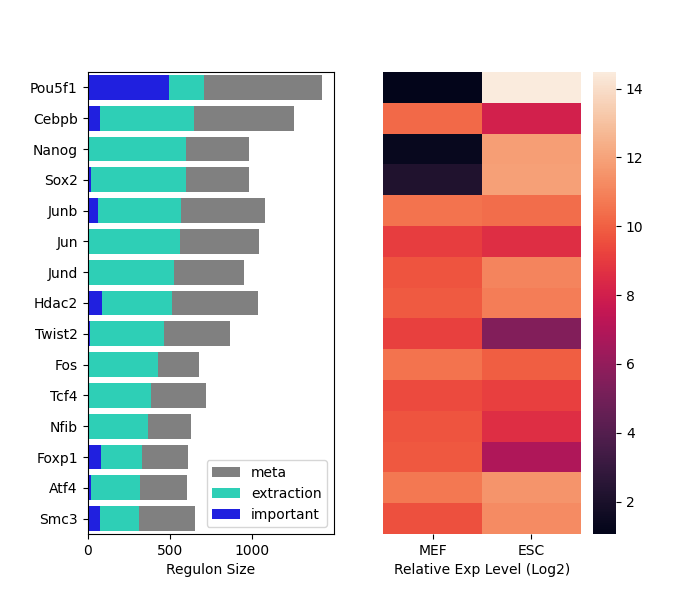 Pou5f1
Cebpb
Nanog
Sox2
Junb
Jun
Jund
Hdac2
Twist2
Fos
Tcf4
Nfib
Foxp1
Atf4
Smc3
0 500 1000
Regulon Size
meta
extraction
important
MEF ESC
Relative Exp Level (Log2)
14
12
10
8
6
4
2